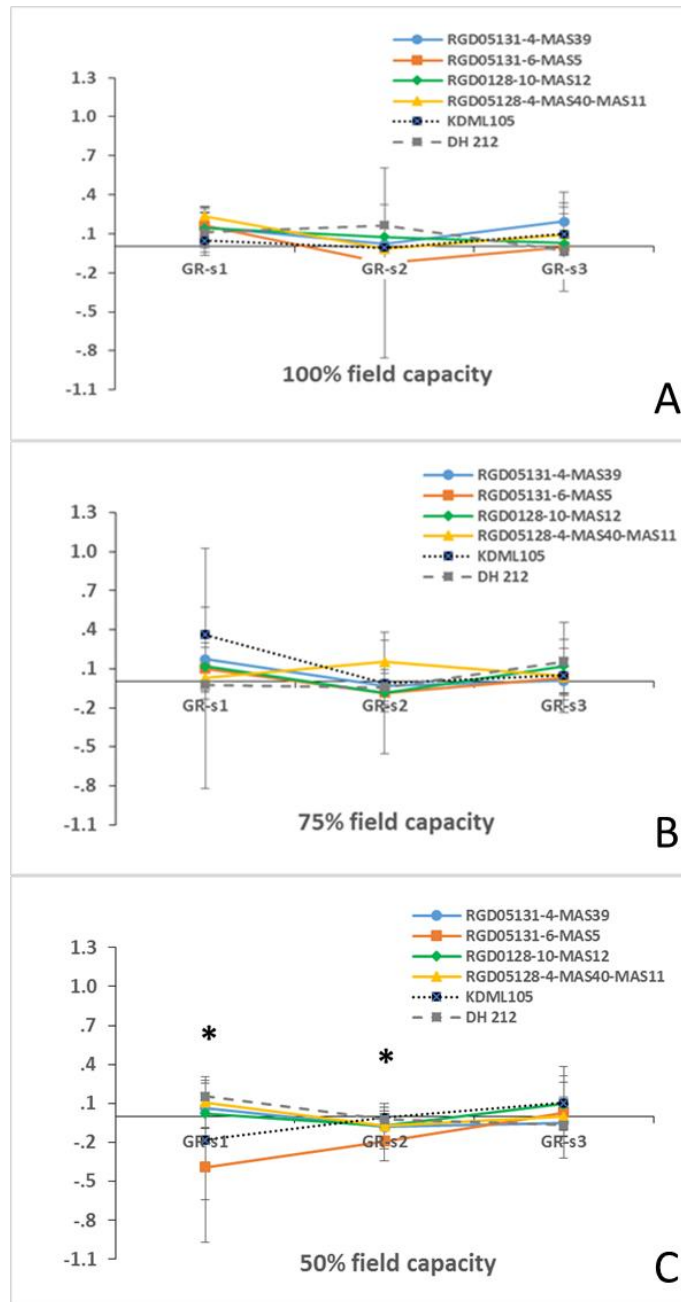 RGD05131-4-MAS39
RGD05131-6-MAS5
RGD0128-10-MAS12
RGD05128-4-MAS40-MAS11
KDML105
DH 212
1.3
1.0
.7
.4
.1
-.2
-.5
-.8
-1.1
GR-s1 GR-s2 GR-s3
100% field capacity
A
RGD05131-4-MAS39
RGD05131-6-MAS5
RGD0128-10-MAS12
RGD05128-4-MAS40-MAS11
KDML105
DH 212
1.3
1.0
.7
.4
.1
-.2
-.5
-.8
-1.1
GR-s1 GR-s2 GR-s3
75% field capacity
B
RGD05131-4-MAS39
RGD05131-6-MAS5
RGD0128-10-MAS12
RGD05128-4-MAS40-MAS11
KDML105
DH 212
1.3
1.0
.7
.4
.1
-.2
-.5
-.8
-1.1
* *
GR-s1 GR-s2 GR-s3
50% field capacity
C